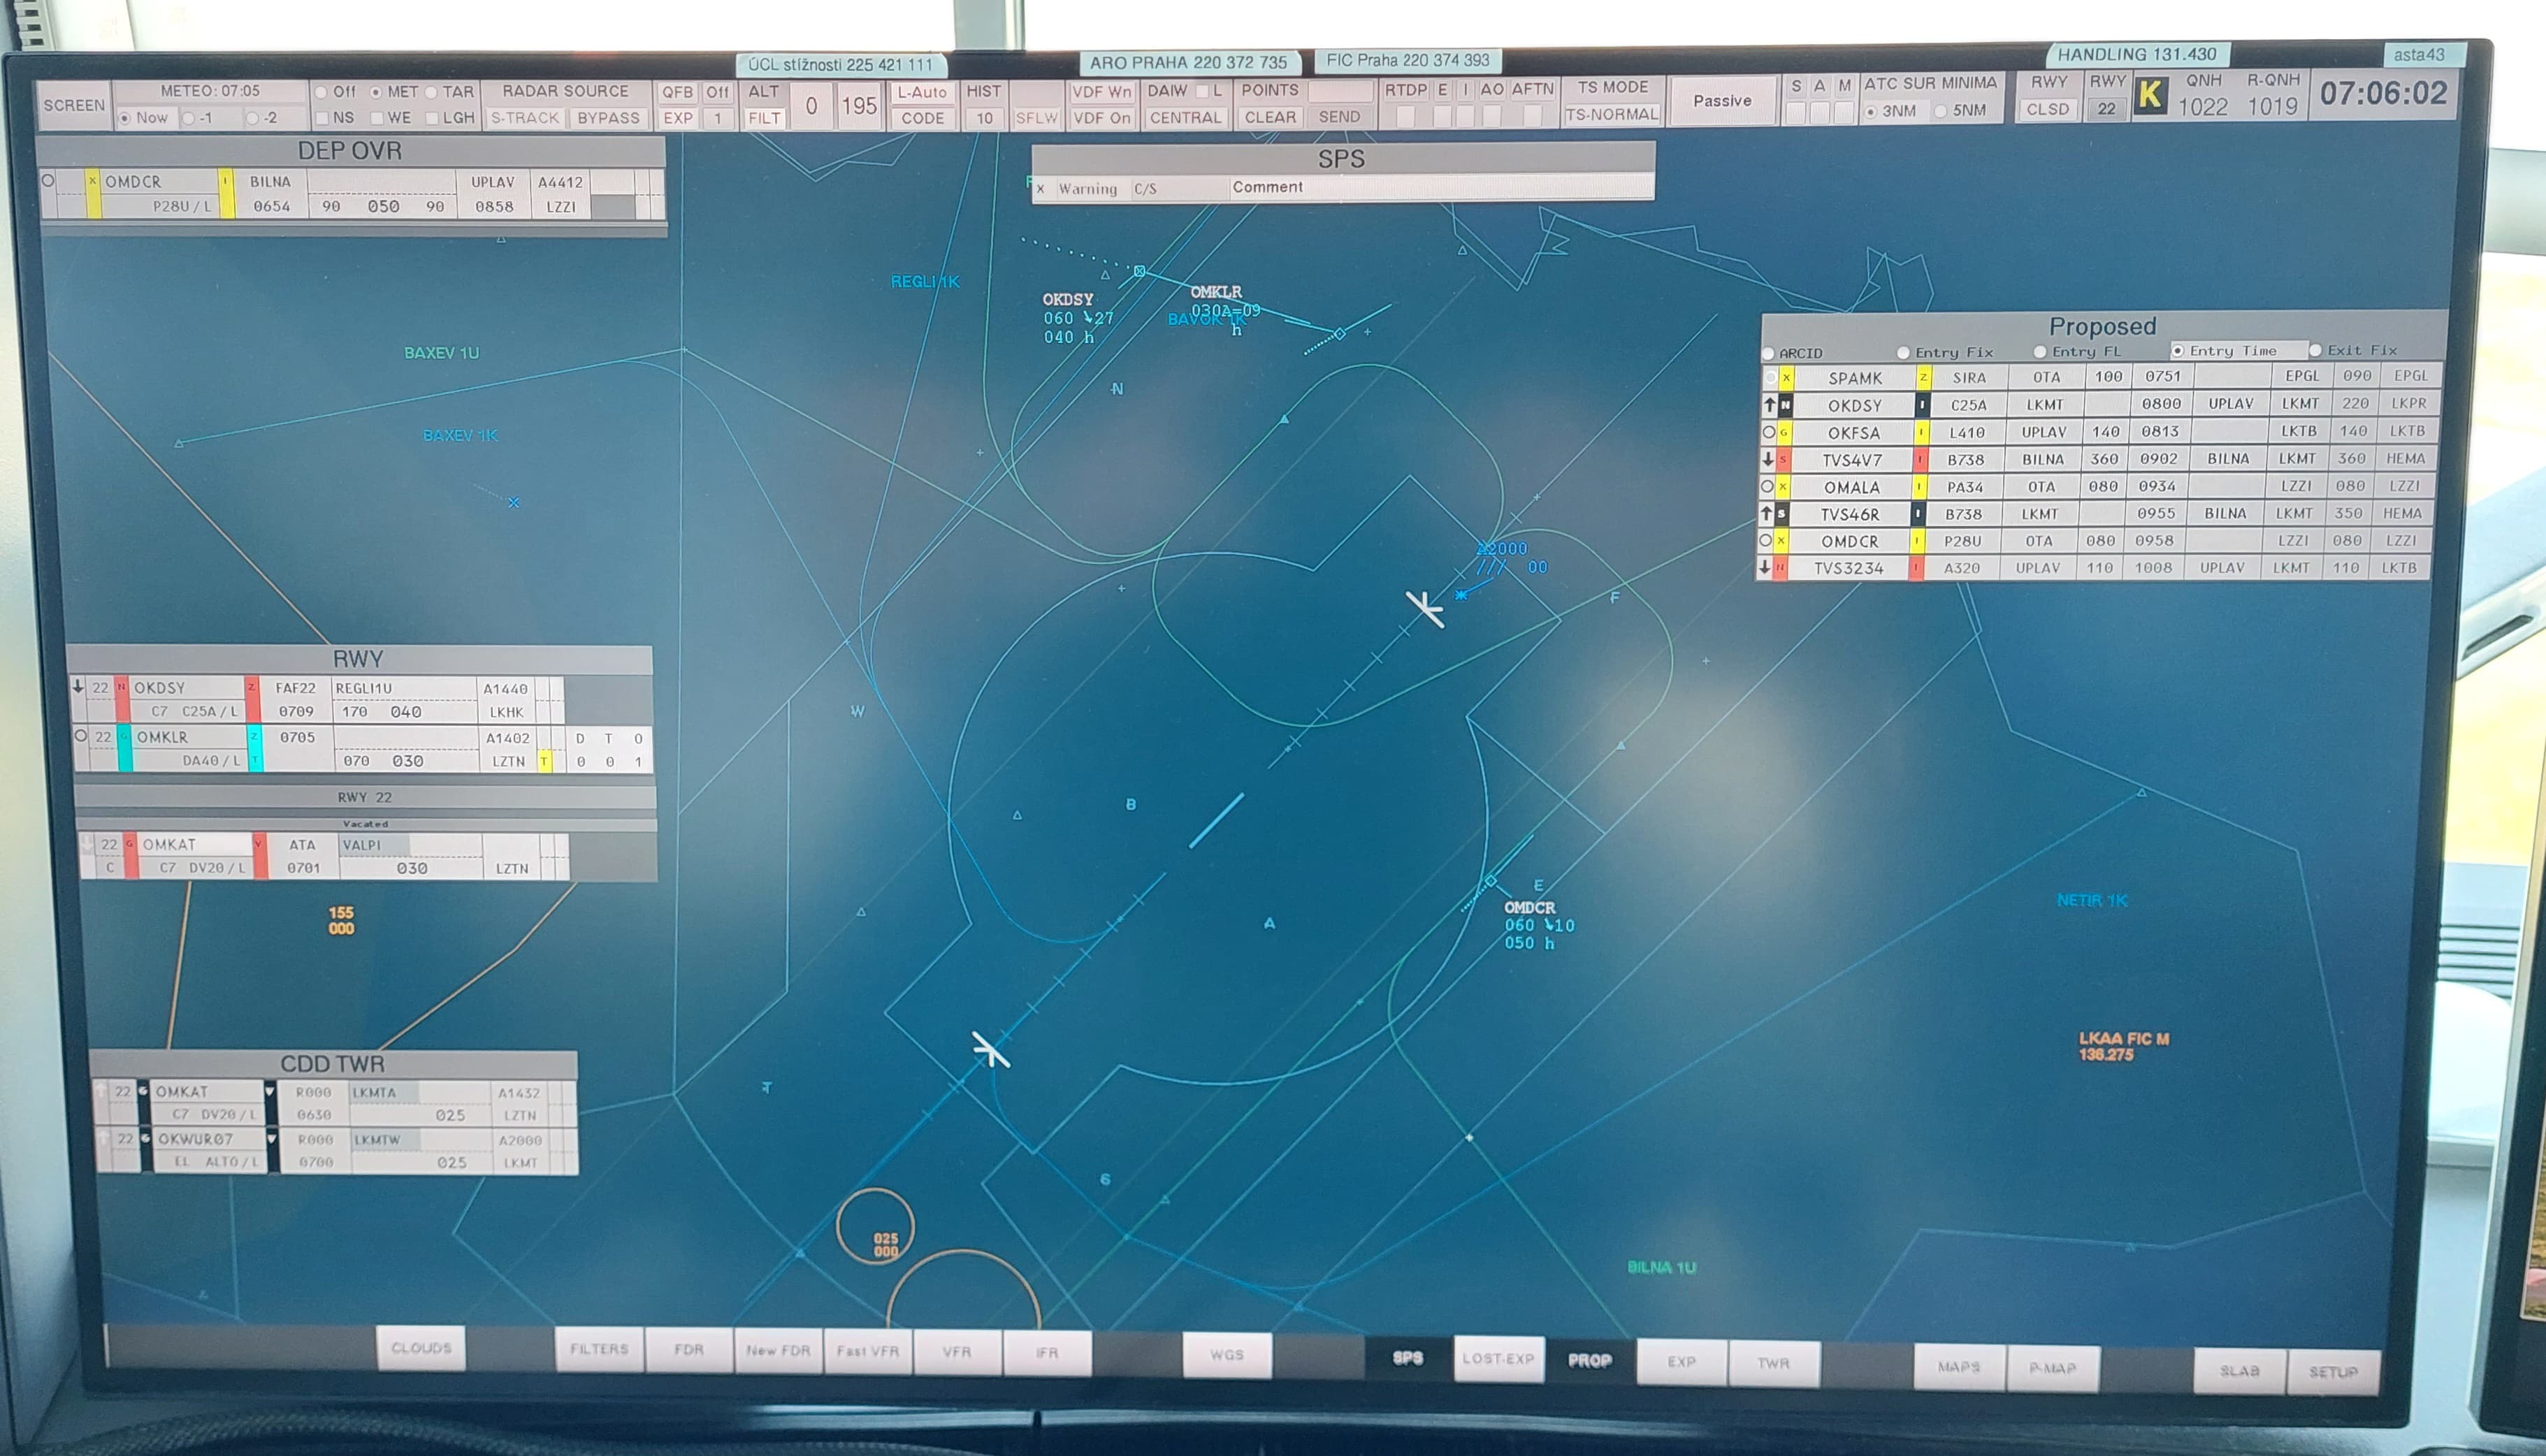 ÚCL stížnosti 225 421 111
ARO PRAHA 220 372 735
FIC Praha 220 374 393
HANDLING 131.430
asta43
SCREEN
METEO: 07:05
Now -1 -2
Off MET TAR
NS WE LGH
RADAR SOURCE
S-TRACK BYPASS
QFB Off
EXP 1
ALT
FILT
0 195
L-Auto
CODE
HIST
10
SFLW
VDF Wn
VDF On
DAIW L
CENTRAL
POINTS
CLEAR SEND
RTDP E I AO AFTN
TS MODE
TS-NORMAL
Passive
S A M
ATC SUR MINIMA
3NM 5NM
RWY
CLSD
RWY
22
K
QNH
1022
R-QNH
1019
07:06:02
DEP OVR
X OMDCR I BILNA UPLAV A4412
P28U/L 0654 90 050 90 0858 LZZI
SPS
x Warning C/S Comment
REGLI 1K
OKDSY
060 ↘27
040 h
OMKLR
030A=09
h
BAVOK 1K
BAXEV 1U
BAXEV 1K
N
Proposed
ARCID Entry Fix Entry FL Entry Time Exit Fix
X SPAMK Z SIRA OTA 100 0751 EPGL 090 EPGL
↑ N OKDSY I C25A LKMT 0800 UPLAV LKMT 220 LKPR
G OKFSA I L410 UPLAV 140 0813 LKTB 140 LKTB
↓ S TVS4V7 I B738 BILNA 360 0902 BILNA LKMT 360 HEMA
X OMALA I PA34 OTA 080 0934 LZZI 080 LZZI
↑ S TVS46R I B738 LKMT 0955 BILNA LKMT 350 HEMA
X OMDCR I P28U OTA 080 0958 LZZI 080 LZZI
↓ N TVS3234 I A320 UPLAV 110 1008 UPLAV LKMT 110 LKTB
A2000
/// 00
F
RWY
↓ 22 N OKDSY Z FAF22 REGLI1U A1440
C7 C25A/L 0709 170 040 LKHK
22 G OMKLR Z 0705 A1402 D T O
DA40/L T 070 030 LZTN T 0 0 1
RWY 22
Vacated
22 G OMKAT V ATA VALPI
C C7 DV20/L 0701 030 LZTN
W
B
E
A
OMDCR
060 ↘10
050 h
NETIR 1K
155
000
LKAA FIC M
136.275
CDD TWR
22 G OMKAT R000 LKMTA A1432
C7 DV20/L 0630 025 LZTN
22 G OKWUR07 R000 LKMTW A2000
EL ALTO/L 0700 025 LKMT
T
6
025
000
BILNA 1U
CLOUDS
FILTERS
FDR
New FDR
Fast VFR
VFR
IFR
WGS
SPS
LOST-EXP
PROP
EXP
TWR
MAPS
P-MAP
SLAB
SETUP